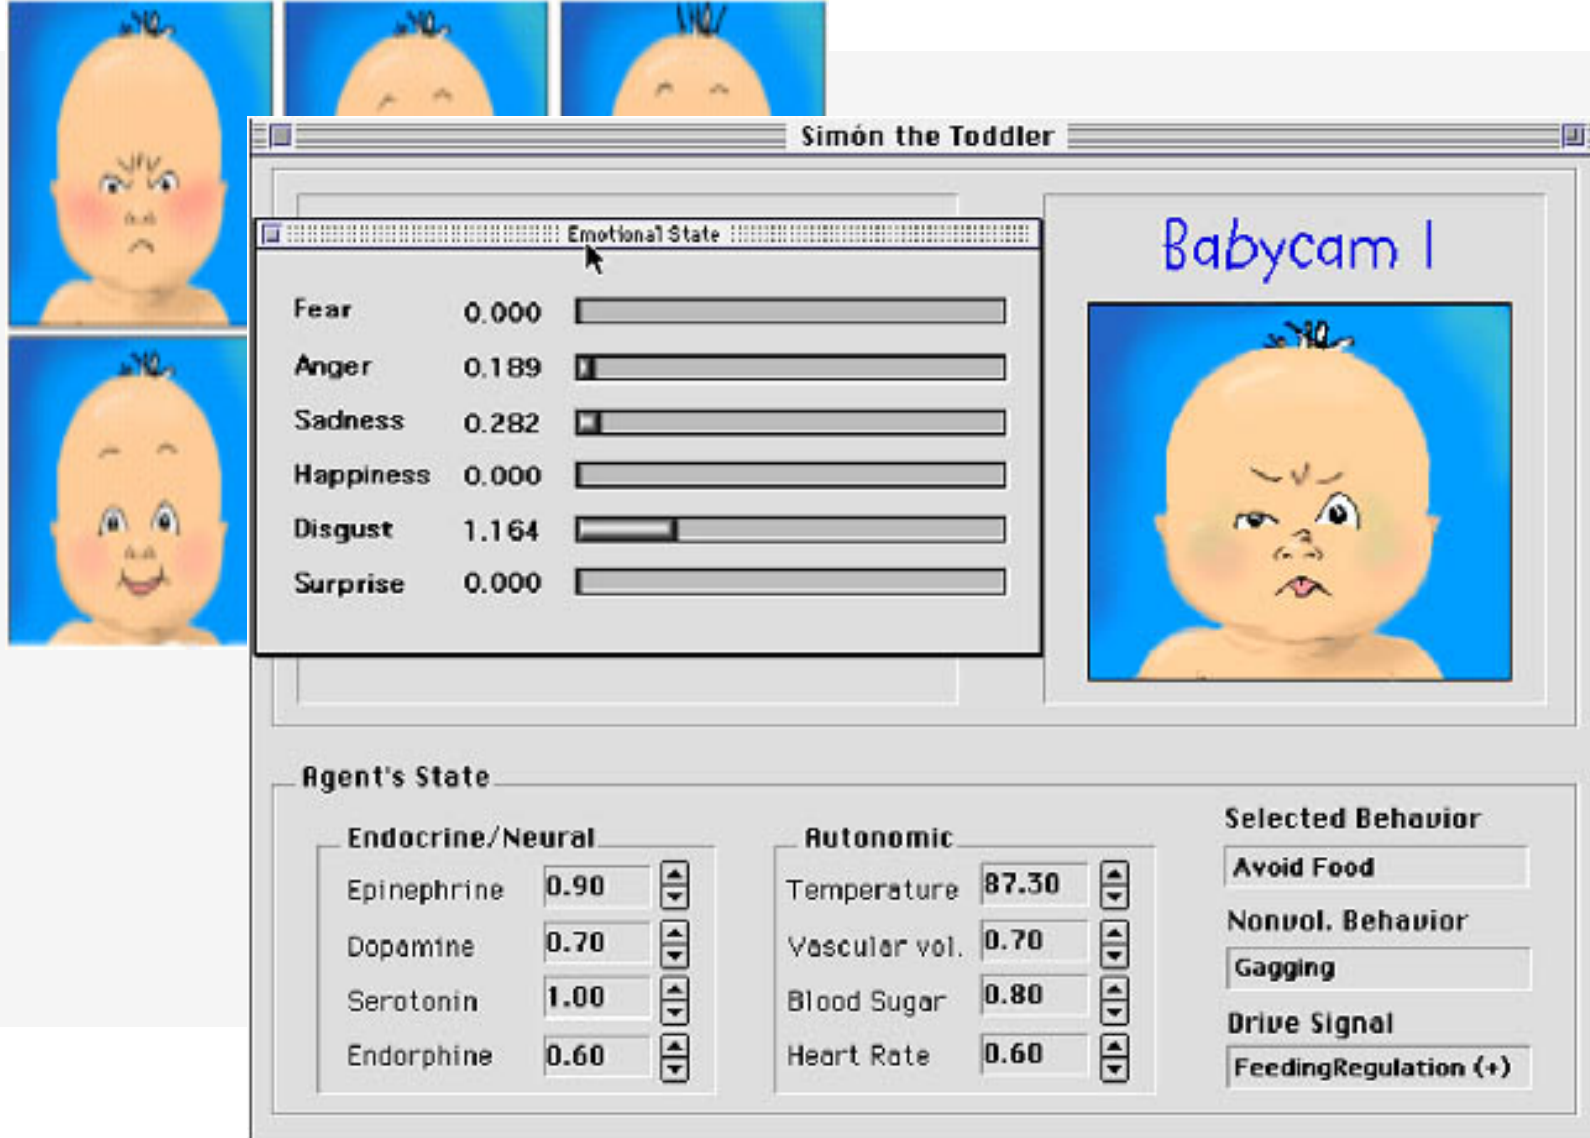 Simón the Toddler
Emotional State
Fear 0.000
Anger 0.189
Sadness 0.282
Happiness 0.000
Disgust 1.164
Surprise 0.000
Babycam 1
Agent's State
Endocrine/Neural
Epinephrine 0.90
Dopamine 0.70
Serotonin 1.00
Endorphine 0.60
Autonomic
Temperature 87.30
Vascular vol. 0.70
Blood Sugar 0.80
Heart Rate 0.60
Selected Behavior
Avoid Food
Nonvol. Behavior
Gagging
Drive Signal
FeedingRegulation (+)